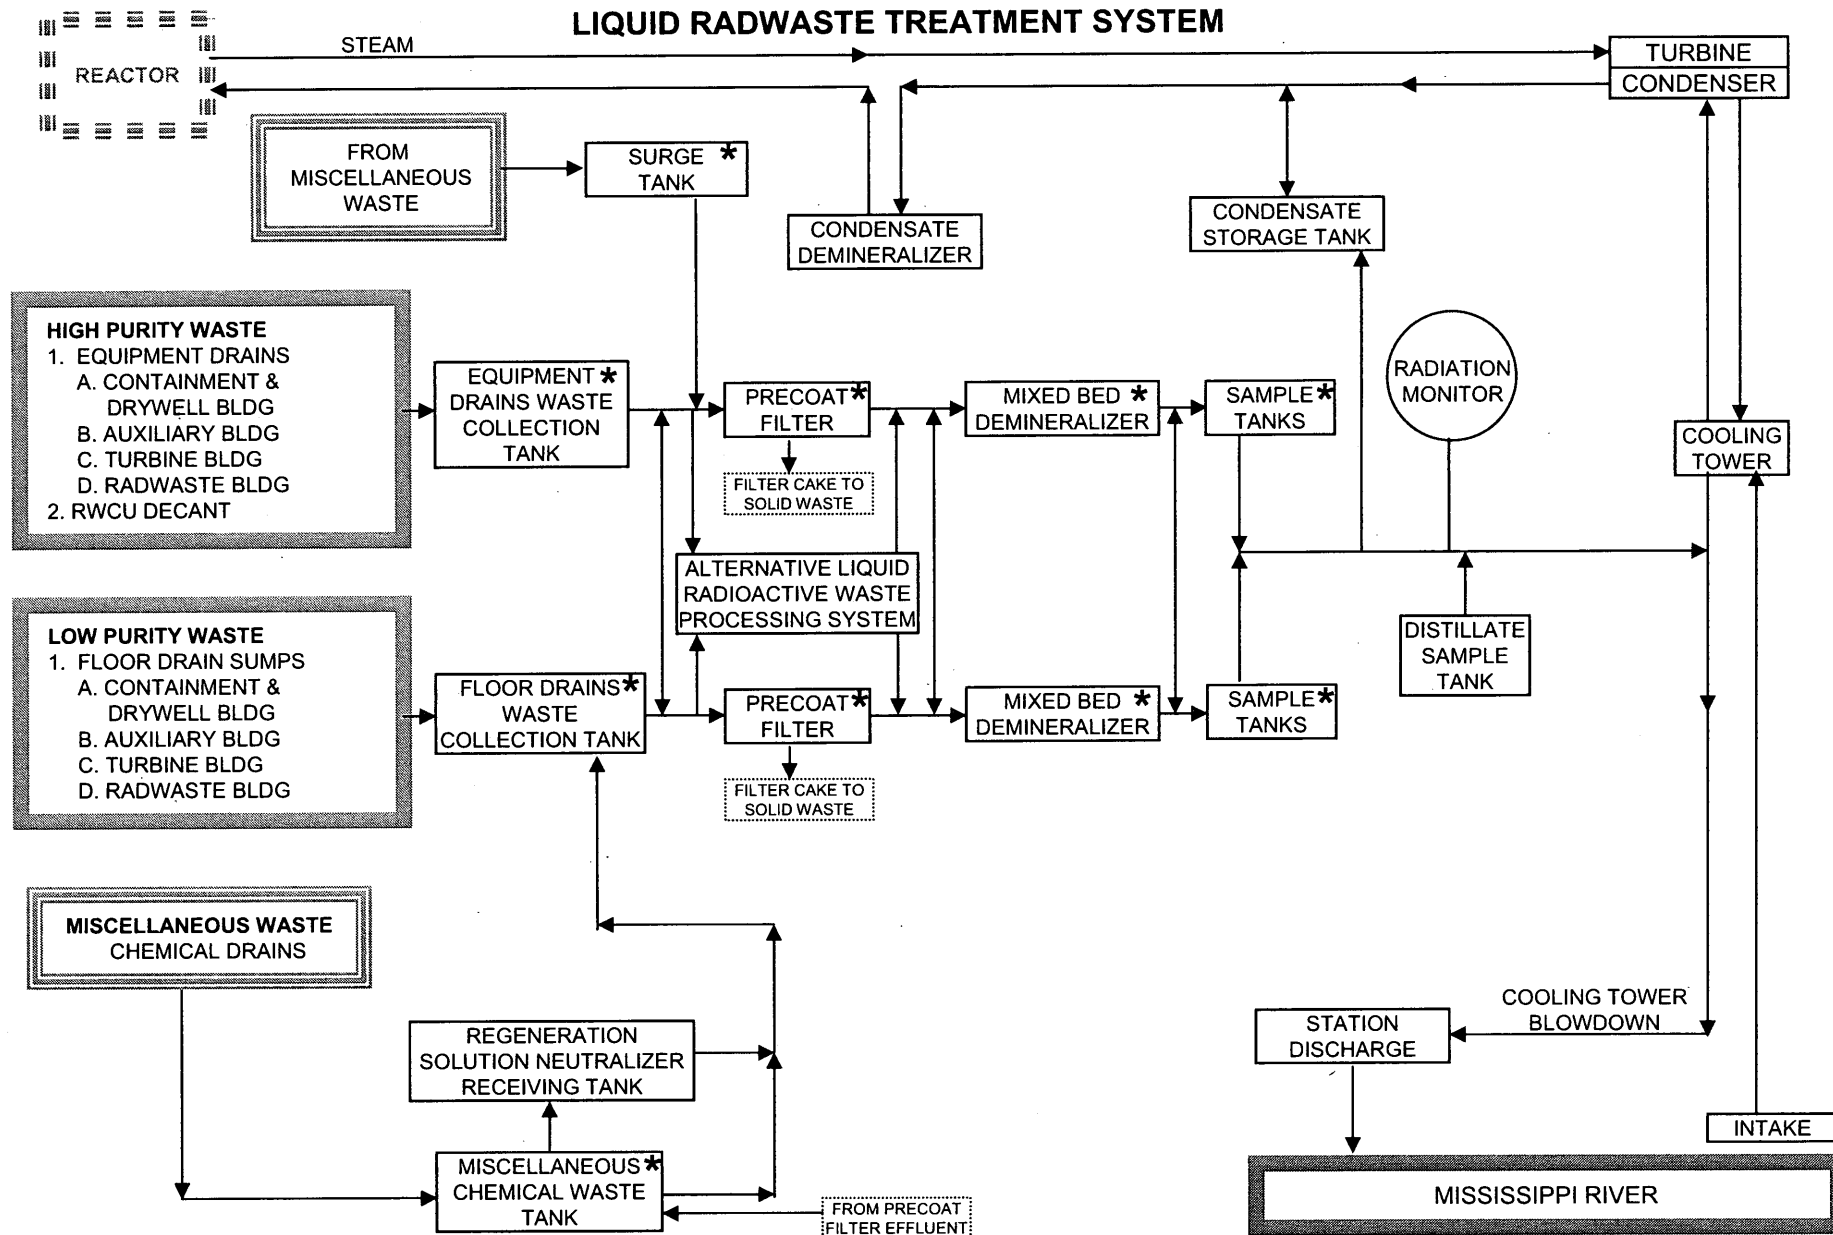 LIQUID RADWASTE TREATMENT SYSTEM
REACTOR
STEAM
TURBINE
CONDENSER
FROM
MISCELLANEOUS
WASTE
SURGE *
TANK
CONDENSATE
DEMINERALIZER
CONDENSATE
STORAGE TANK
HIGH PURITY WASTE
1. EQUIPMENT DRAINS
A. CONTAINMENT &
DRYWELL BLDG
B. AUXILIARY BLDG
C. TURBINE BLDG
D. RADWASTE BLDG
2. RWCU DECANT
EQUIPMENT *
DRAINS WASTE
COLLECTION
TANK
PRECOAT *
FILTER
FILTER CAKE TO
SOLID WASTE
MIXED BED *
DEMINERALIZER
SAMPLE *
TANKS
RADIATION
MONITOR
COOLING
TOWER
ALTERNATIVE LIQUID
RADIOACTIVE WASTE
PROCESSING SYSTEM
LOW PURITY WASTE
1. FLOOR DRAIN SUMPS
A. CONTAINMENT &
DRYWELL BLDG
B. AUXILIARY BLDG
C. TURBINE BLDG
D. RADWASTE BLDG
FLOOR DRAINS *
WASTE
COLLECTION TANK
PRECOAT *
FILTER
FILTER CAKE TO
SOLID WASTE
MIXED BED *
DEMINERALIZER
SAMPLE *
TANKS
DISTILLATE
SAMPLE
TANK
MISCELLANEOUS WASTE
CHEMICAL DRAINS
REGENERATION
SOLUTION NEUTRALIZER
RECEIVING TANK
MISCELLANEOUS *
CHEMICAL WASTE
TANK
FROM PRECOAT
FILTER EFFLUENT
COOLING TOWER
BLOWDOWN
STATION
DISCHARGE
INTAKE
MISSISSIPPI RIVER